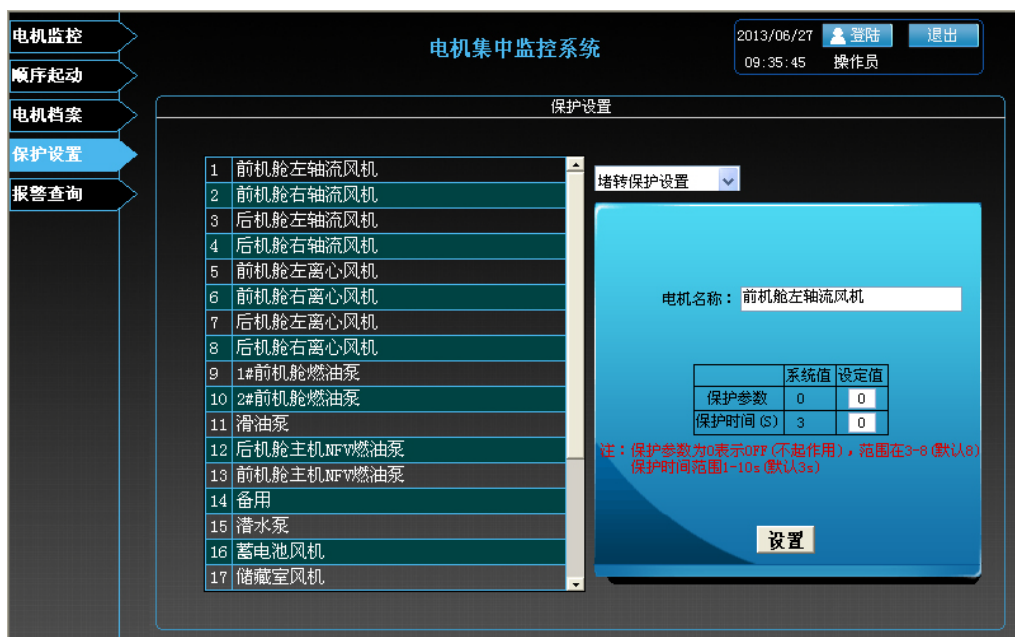 电机监控
顺序起动
电机档案
保护设置
报警查询
电机集中监控系统
2013/06/27 登陆 退出
09:35:45 操作员
保护设置
1 前机舱左轴流风机
2 前机舱右轴流风机
3 后机舱左轴流风机
4 后机舱右轴流风机
5 前机舱左离心风机
6 前机舱右离心风机
7 后机舱左离心风机
8 后机舱右离心风机
9 1#前机舱燃油泵
10 2#前机舱燃油泵
11 滑油泵
12 后机舱主机NFV燃油泵
13 前机舱主机NFV燃油泵
14 备用
15 潜水泵
16 蓄电池风机
17 储藏室风机
堵转保护设置
电机名称： 前机舱左轴流风机
系统值 设定值
保护参数 0 0
保护时间(S) 3 0
注：保护参数为0表示OFF(不起作用)，范围在3-8(默认8)
保护时间范围1-10s(默认3s)
设置